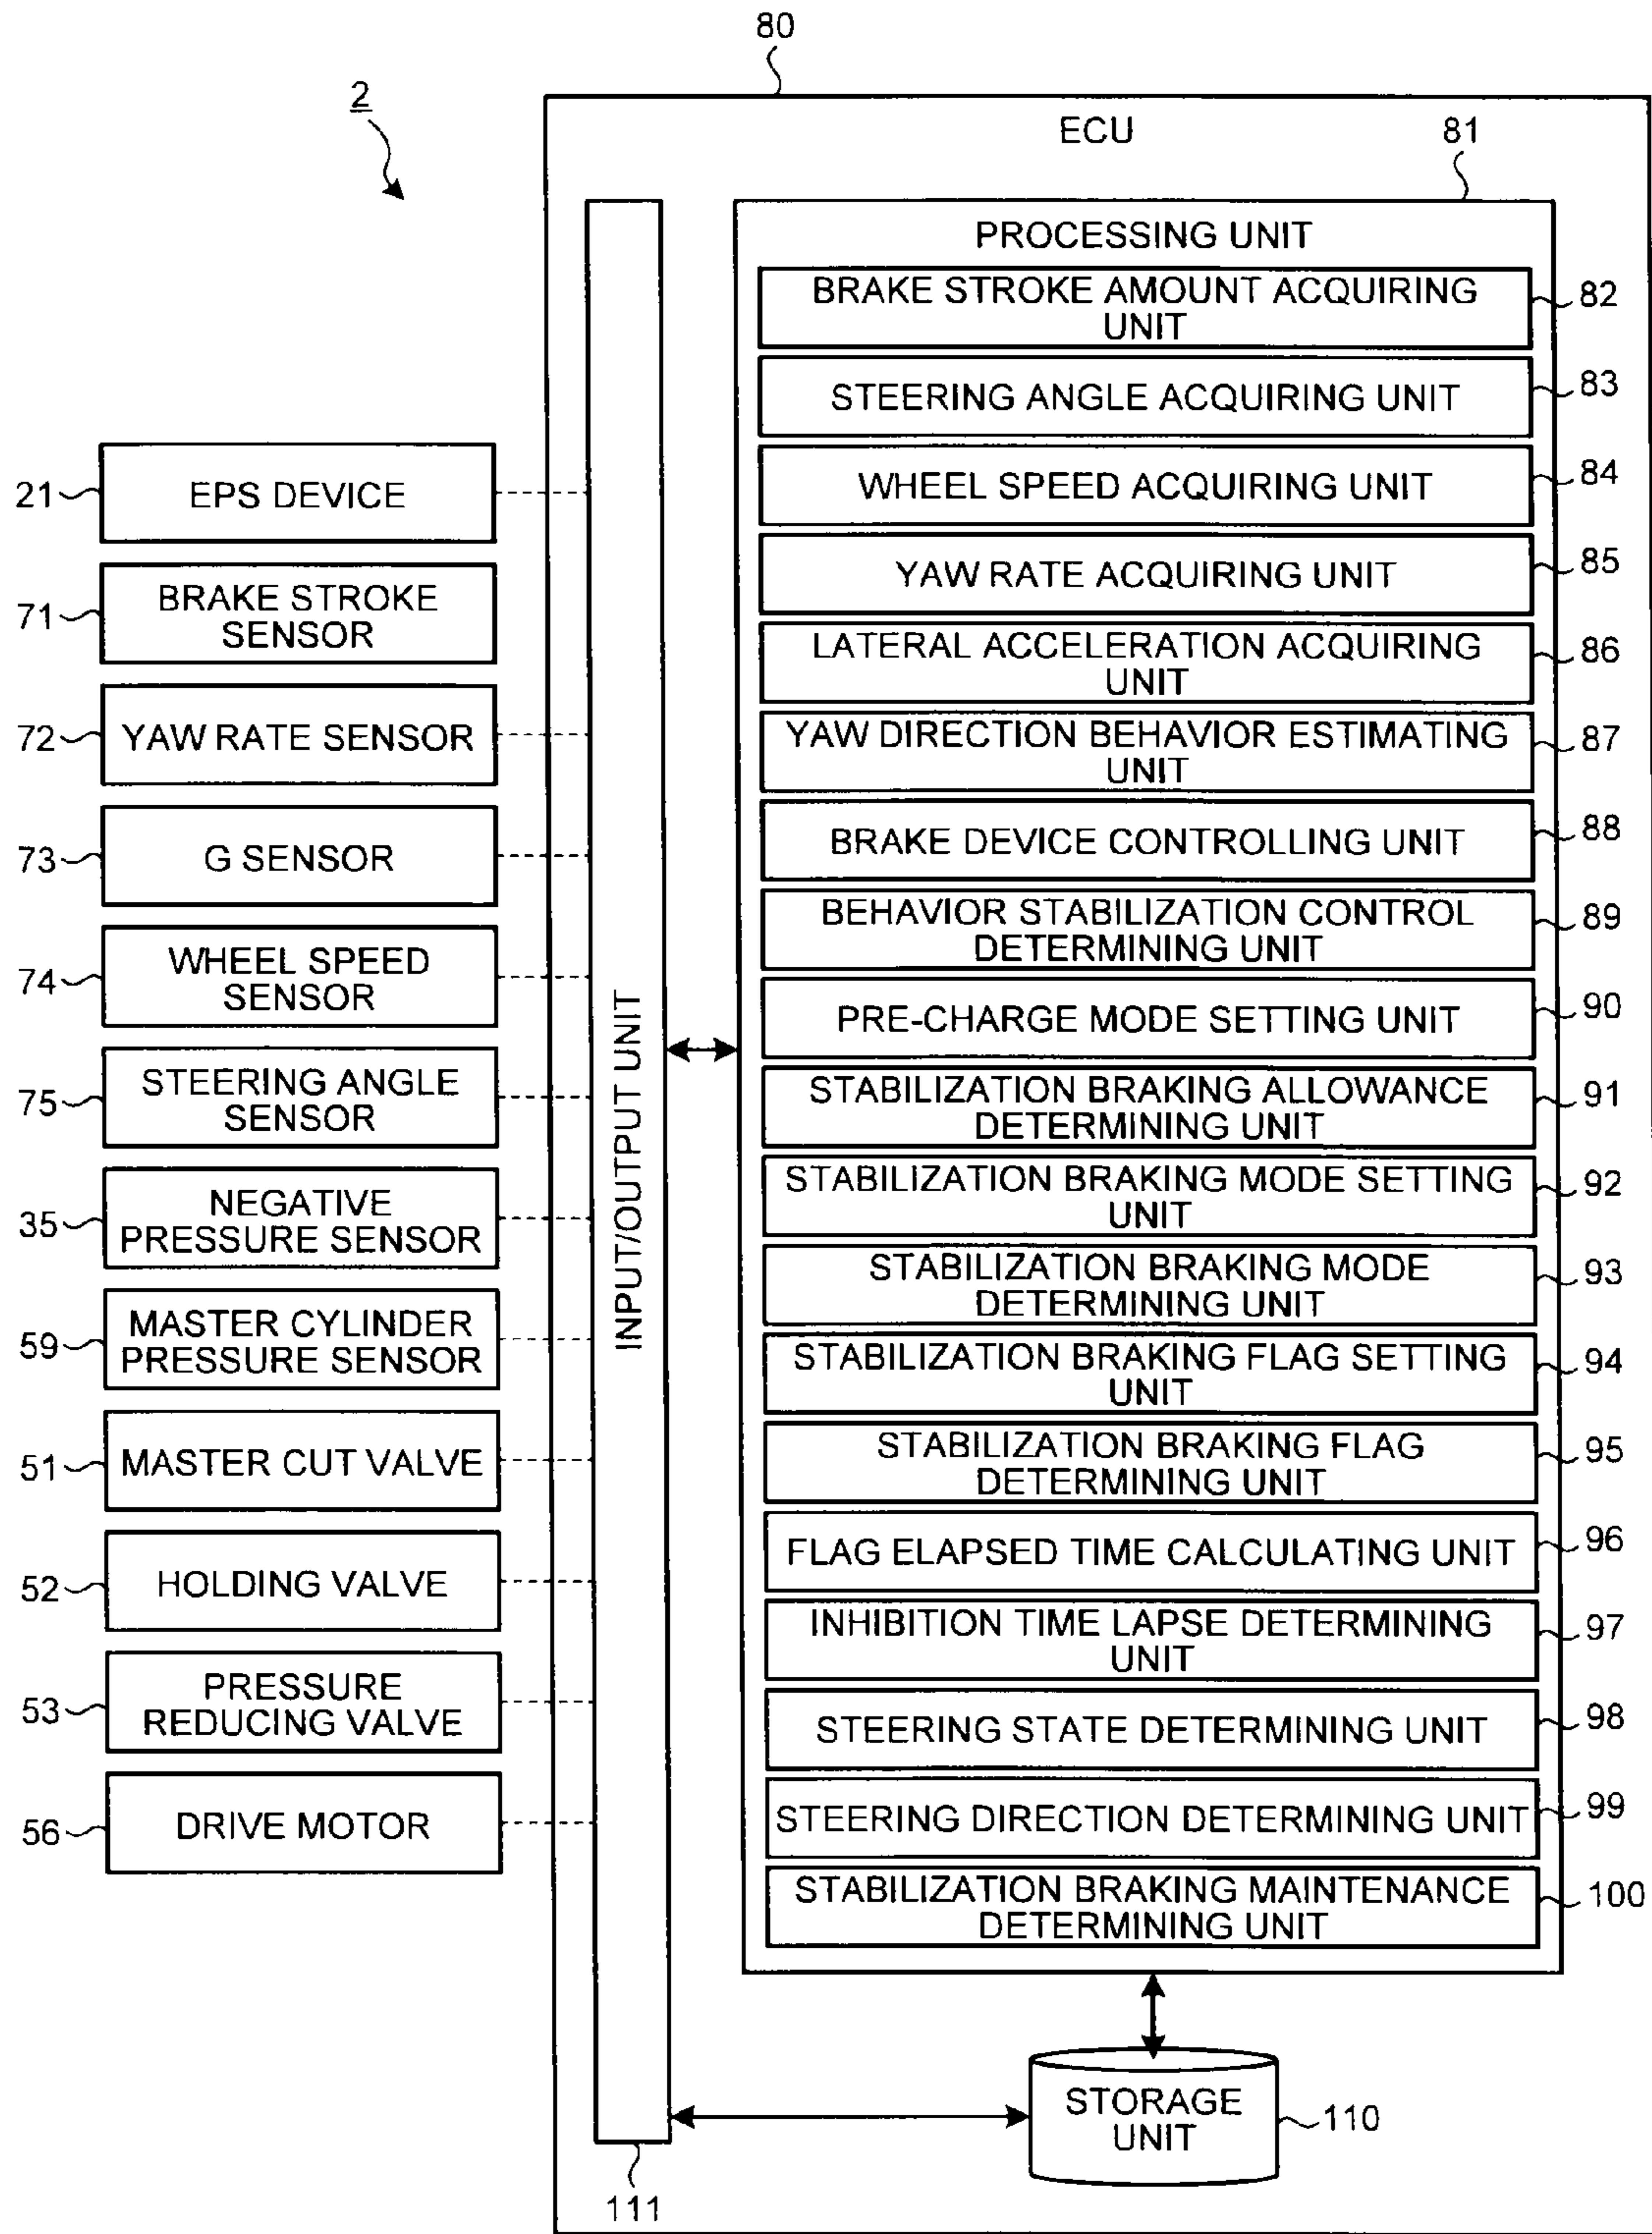 80
2
ECU
81
PROCESSING UNIT
BRAKE STROKE AMOUNT ACQUIRING
UNIT
82
STEERING ANGLE ACQUIRING UNIT
83
WHEEL SPEED ACQUIRING UNIT
84
YAW RATE ACQUIRING UNIT
85
LATERAL ACCELERATION ACQUIRING
UNIT
86
YAW DIRECTION BEHAVIOR ESTIMATING
UNIT
87
BRAKE DEVICE CONTROLLING UNIT
88
BEHAVIOR STABILIZATION CONTROL
DETERMINING UNIT
89
PRE-CHARGE MODE SETTING UNIT
90
STABILIZATION BRAKING ALLOWANCE
DETERMINING UNIT
91
STABILIZATION BRAKING MODE SETTING
UNIT
92
STABILIZATION BRAKING MODE
DETERMINING UNIT
93
STABILIZATION BRAKING FLAG SETTING
UNIT
94
STABILIZATION BRAKING FLAG
DETERMINING UNIT
95
FLAG ELAPSED TIME CALCULATING UNIT
96
INHIBITION TIME LAPSE DETERMINING
UNIT
97
STEERING STATE DETERMINING UNIT
98
STEERING DIRECTION DETERMINING UNIT
99
STABILIZATION BRAKING MAINTENANCE
DETERMINING UNIT
100
21
EPS DEVICE
71
BRAKE STROKE
SENSOR
72
YAW RATE SENSOR
73
G SENSOR
74
WHEEL SPEED
SENSOR
75
STEERING ANGLE
SENSOR
35
NEGATIVE
PRESSURE SENSOR
59
MASTER CYLINDER
PRESSURE SENSOR
51
MASTER CUT VALVE
52
HOLDING VALVE
53
PRESSURE
REDUCING VALVE
56
DRIVE MOTOR
INPUT/OUTPUT UNIT
111
STORAGE
UNIT
110